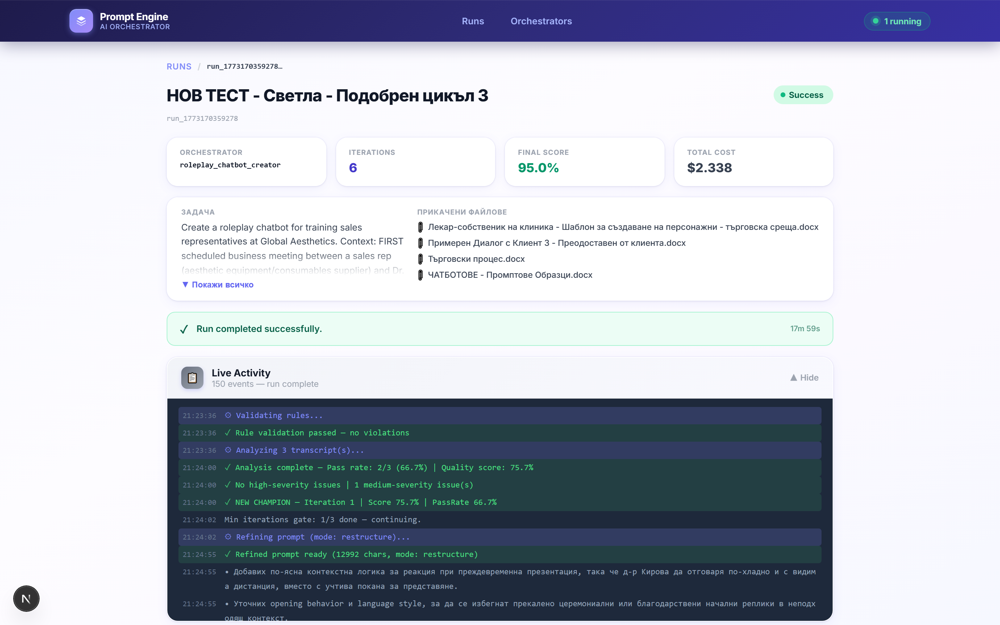 Prompt Engine
AI ORCHESTRATOR
Runs
Orchestrators
1 running
RUNS / run_1773170359278…
НОВ ТЕСТ - Светла - Подобрен цикъл 3
Success
run_1773170359278
ORCHESTRATOR
roleplay_chatbot_creator
ITERATIONS
6
FINAL SCORE
95.0%
TOTAL COST
$2.338
ЗАДАЧА
Create a roleplay chatbot for training sales
representatives at Global Aesthetics. Context: FIRST
scheduled business meeting between a sales rep
(aesthetic equipment/consumables supplier) and Dr.
▼ Покажи всичко
ПРИКАЧЕНИ ФАЙЛОВЕ
Лекар-собственик на клиника - Шаблон за създаване на персонажни - търговска среща.docx
Примерен Диалог с Клиент 3 - Преодоставен от клиента.docx
Търговски процес.docx
ЧАТБОТОВЕ - Промптове Образци.docx
✓ Run completed successfully.
17m 59s
Live Activity
150 events — run complete
▲ Hide
21:23:36 ⚙ Validating rules...
21:23:36 ✓ Rule validation passed — no violations
21:23:36 ⚙ Analyzing 3 transcript(s)...
21:24:00 ✓ Analysis complete — Pass rate: 2/3 (66.7%) | Quality score: 75.7%
21:24:00 ✓ No high-severity issues | 1 medium-severity issue(s)
21:24:00 ✓ NEW CHAMPION — Iteration 1 | Score 75.7% | PassRate 66.7%
21:24:02 Min iterations gate: 1/3 done — continuing.
21:24:02 ⚙ Refining prompt (mode: restructure)...
21:24:55 ✓ Refined prompt ready (12992 chars, mode: restructure)
21:24:55 • Добавих по-ясна контекстна логика за реакция при преждевременна презентация, така че д-р Кирова да отговаря по-хладно и с видим
а дистанция, вместо с учтива покана за представяне.
21:24:55 • Уточних opening behavior и language style, за да се избегнат прекалено церемониални или благодарствени начални реплики в неподх
одящ контекст.
N